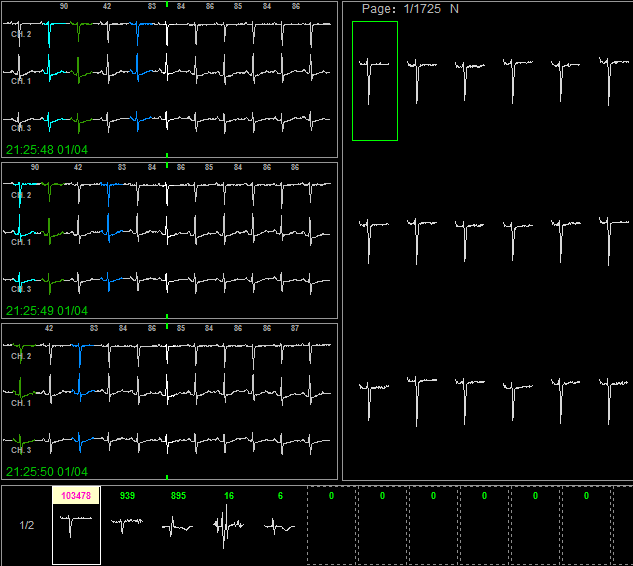 90 42 83 84 86 84 86 86
CH. 2
CH. 1
CH. 3
21:25:48 01/04
90 42 83 84 86 85 84 86 86
CH. 2
CH. 1
CH. 3
21:25:49 01/04
42 83 84 86 85 84 86 86 87
CH. 2
CH. 1
CH. 3
21:25:50 01/04
Page: 1/1725 N
1/2
103478 939 895 16 6 0 0 0 0 0 0